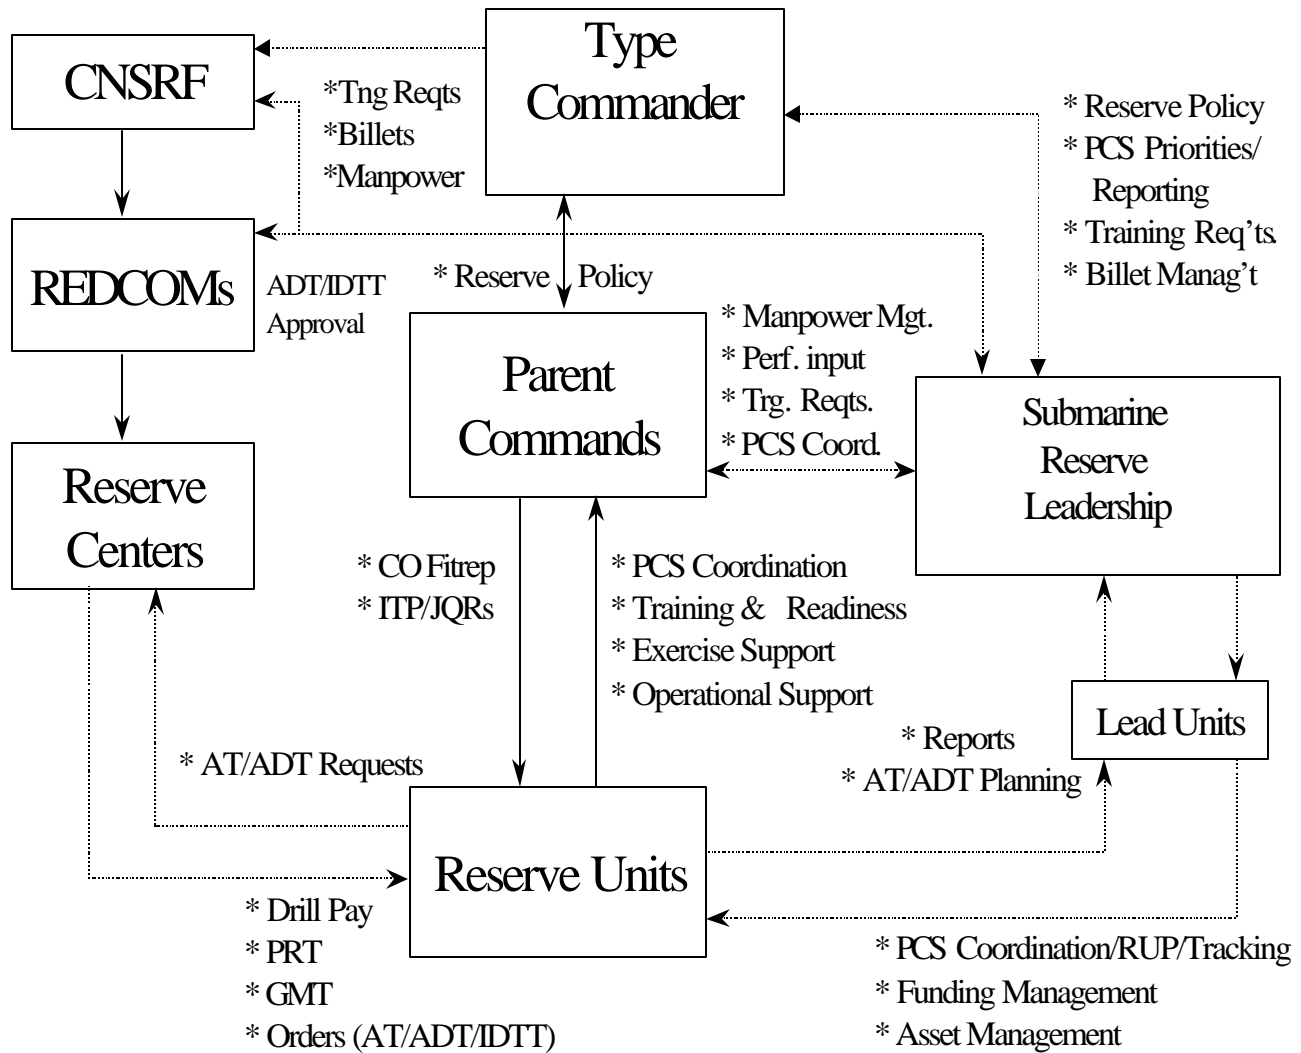 Type
Commander
CNSRF
*Tng Reqts
*Billets
*Manpower
* Reserve Policy
* PCS Priorities/
Reporting
* Training Req'ts.
* Billet Manag't
REDCOMs
ADT/IDTT
Approval
* Reserve Policy
* Manpower Mgt.
* Perf. input
* Trg. Reqts.
* PCS Coord.
Parent
Commands
Submarine
Reserve
Leadership
Reserve
Centers
* CO Fitrep
* ITP/JQRs
* PCS Coordination
* Training & Readiness
* Exercise Support
* Operational Support
Lead Units
* Reports
* AT/ADT Planning
* AT/ADT Requests
Reserve Units
* Drill Pay
* PRT
* GMT
* Orders (AT/ADT/IDTT)
* PCS Coordination/RUP/Tracking
* Funding Management
* Asset Management